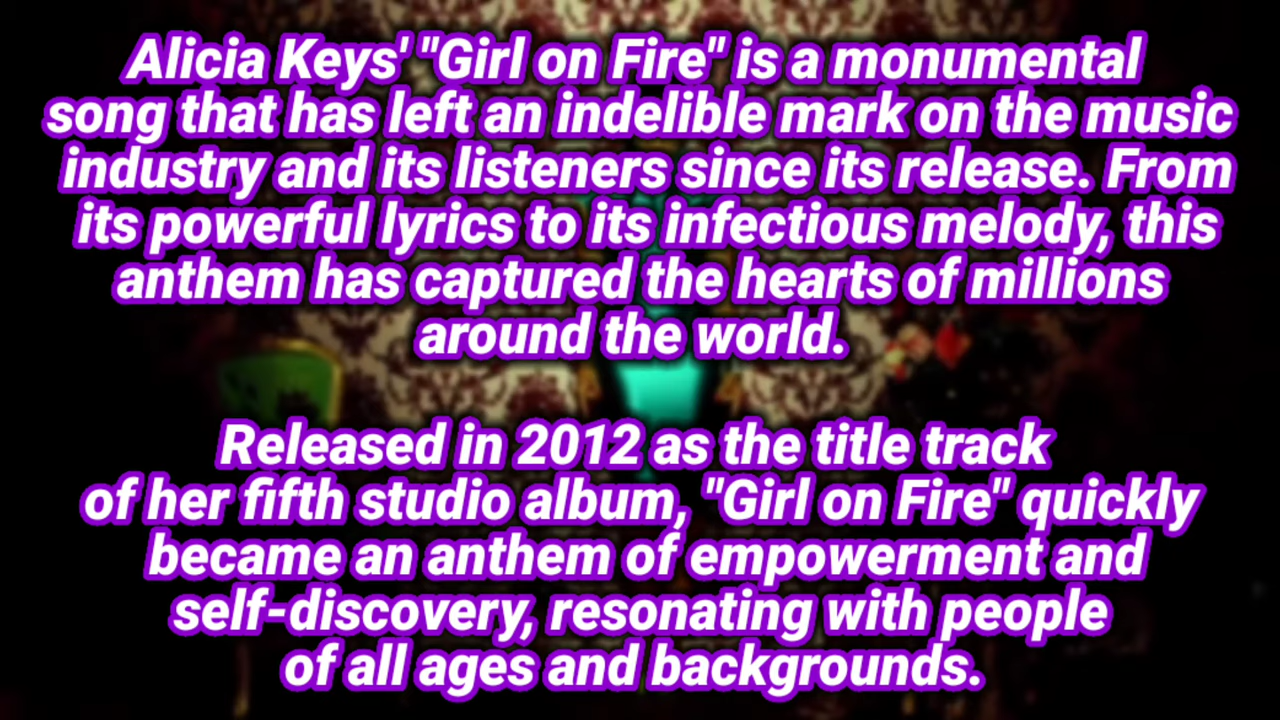 Alicia Keys' "Girl on Fire" is a monumental
song that has left an indelible mark on the music
industry and its listeners since its release. From
its powerful lyrics to its infectious melody, this
anthem has captured the hearts of millions
around the world.
Released in 2012 as the title track
of her fifth studio album, "Girl on Fire" quickly
became an anthem of empowerment and
self-discovery, resonating with people
of all ages and backgrounds.